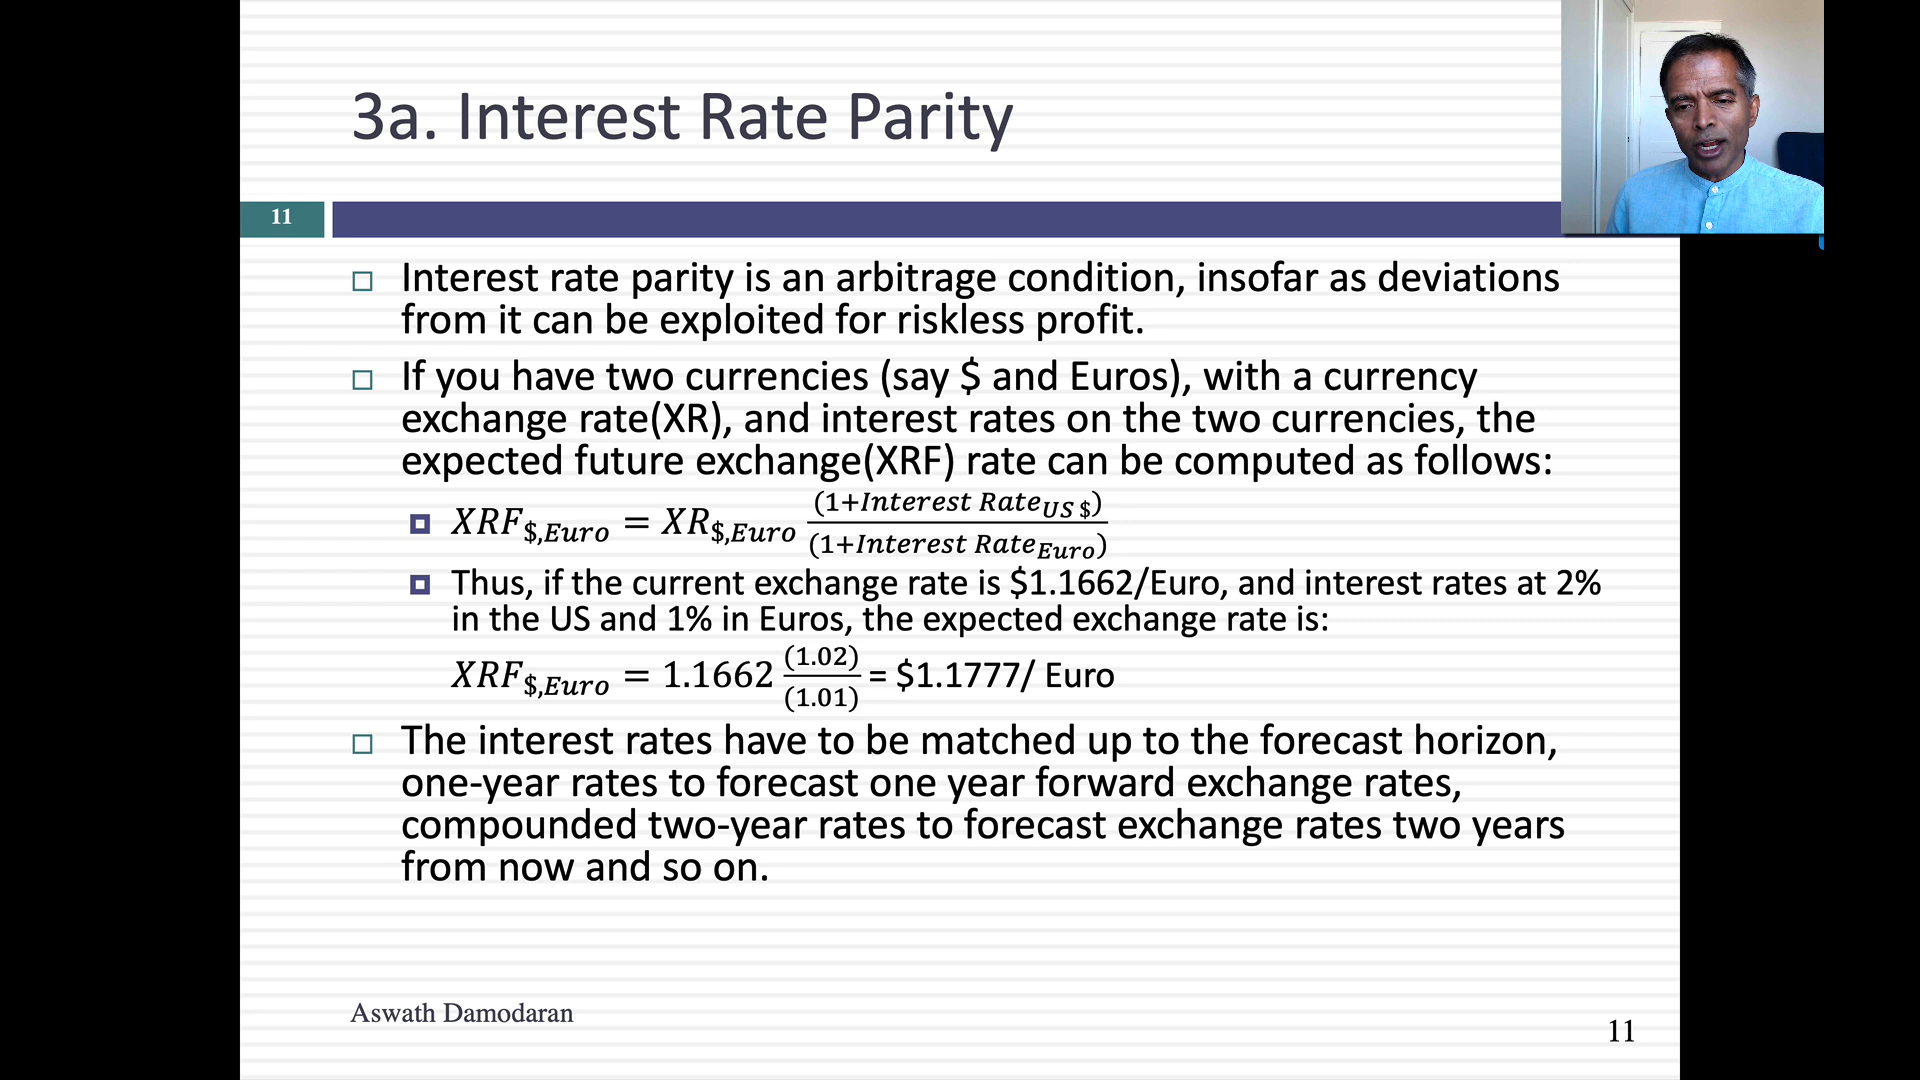 3a. Interest Rate Parity
11
Interest rate parity is an arbitrage condition, insofar as deviations
from it can be exploited for riskless profit.
If you have two currencies (say $ and Euros), with a currency
exchange rate(XR), and interest rates on the two currencies, the
expected future exchange(XRF) rate can be computed as follows:
XRF$,Euro = XR$,Euro (1+Interest RateUS $) / (1+Interest RateEuro)
Thus, if the current exchange rate is $1.1662/Euro, and interest rates at 2%
in the US and 1% in Euros, the expected exchange rate is:
XRF$,Euro = 1.1662 (1.02) / (1.01) = $1.1777/ Euro
The interest rates have to be matched up to the forecast horizon,
one-year rates to forecast one year forward exchange rates,
compounded two-year rates to forecast exchange rates two years
from now and so on.
Aswath Damodaran
11